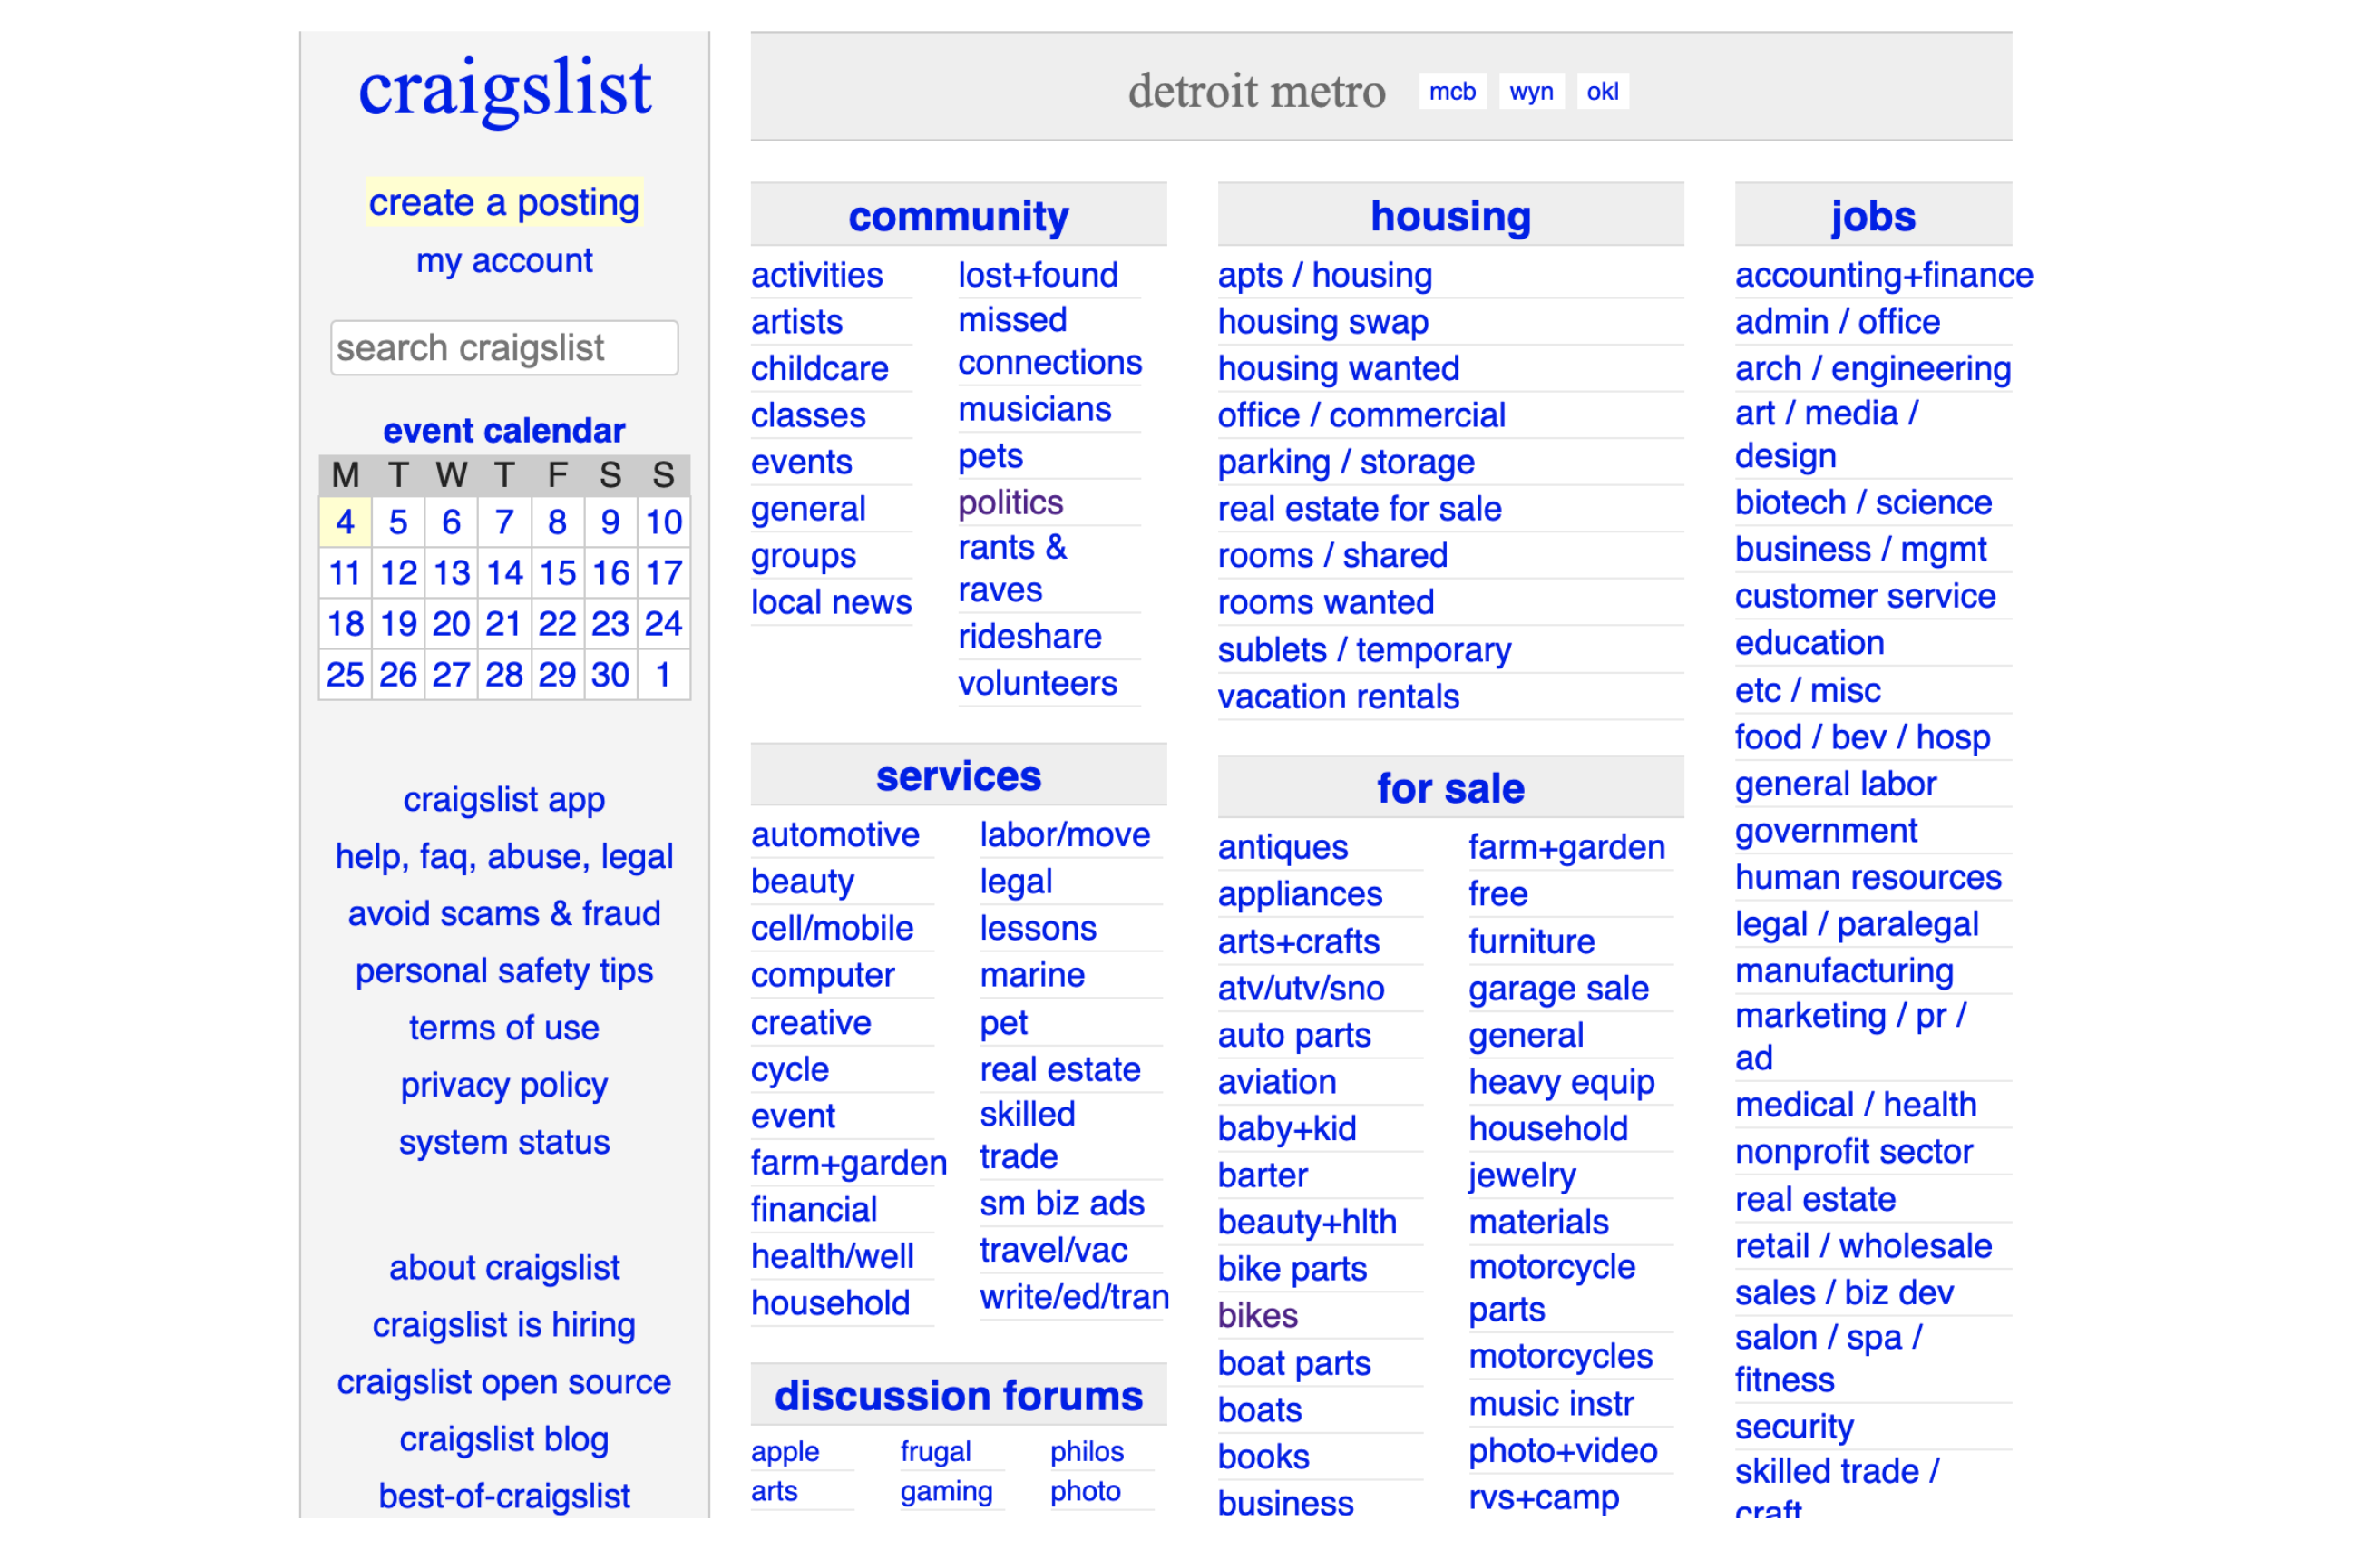 craigslist
create a posting
my account
search craigslist
event calendar
M T W T F S S
4 5 6 7 8 9 10
11 12 13 14 15 16 17
18 19 20 21 22 23 24
25 26 27 28 29 30 1
craigslist app
help, faq, abuse, legal
avoid scams & fraud
personal safety tips
terms of use
privacy policy
system status
about craigslist
craigslist is hiring
craigslist open source
craigslist blog
best-of-craigslist
detroit metro mcb wyn okl
community
activities
artists
childcare
classes
events
general
groups
local news
lost+found
missed
connections
musicians
pets
politics
rants &
raves
rideshare
volunteers
services
automotive
beauty
cell/mobile
computer
creative
cycle
event
farm+garden
financial
health/well
household
labor/move
legal
lessons
marine
pet
real estate
skilled
trade
sm biz ads
travel/vac
write/ed/tran
discussion forums
apple
arts
frugal
gaming
philos
photo
housing
apts / housing
housing swap
housing wanted
office / commercial
parking / storage
real estate for sale
rooms / shared
rooms wanted
sublets / temporary
vacation rentals
for sale
antiques
appliances
arts+crafts
atv/utv/sno
auto parts
aviation
baby+kid
barter
beauty+hlth
bike parts
bikes
boat parts
boats
books
business
farm+garden
free
furniture
garage sale
general
heavy equip
household
jewelry
materials
motorcycle
parts
motorcycles
music instr
photo+video
rvs+camp
jobs
accounting+finance
admin / office
arch / engineering
art / media /
design
biotech / science
business / mgmt
customer service
education
etc / misc
food / bev / hosp
general labor
government
human resources
legal / paralegal
manufacturing
marketing / pr /
ad
medical / health
nonprofit sector
real estate
retail / wholesale
sales / biz dev
salon / spa /
fitness
security
skilled trade /
craft